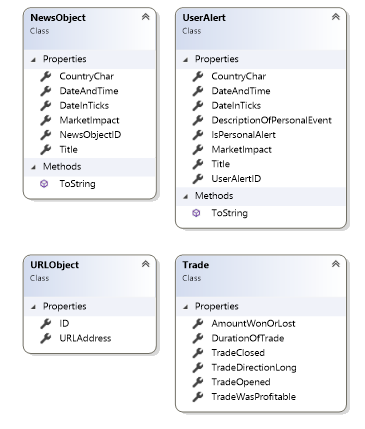 NewsObject
Class
Properties
CountryChar
DateAndTime
DateInTicks
MarketImpact
NewsObjectID
Title
Methods
ToString
UserAlert
Class
Properties
CountryChar
DateAndTime
DateInTicks
DescriptionOfPersonalEvent
IsPersonalAlert
MarketImpact
Title
UserAlertID
Methods
ToString
URLObject
Class
Properties
ID
URLAddress
Trade
Class
Properties
AmountWonOrLost
DurationOfTrade
TradeClosed
TradeDirectionLong
TradeOpened
TradeWasProfitable